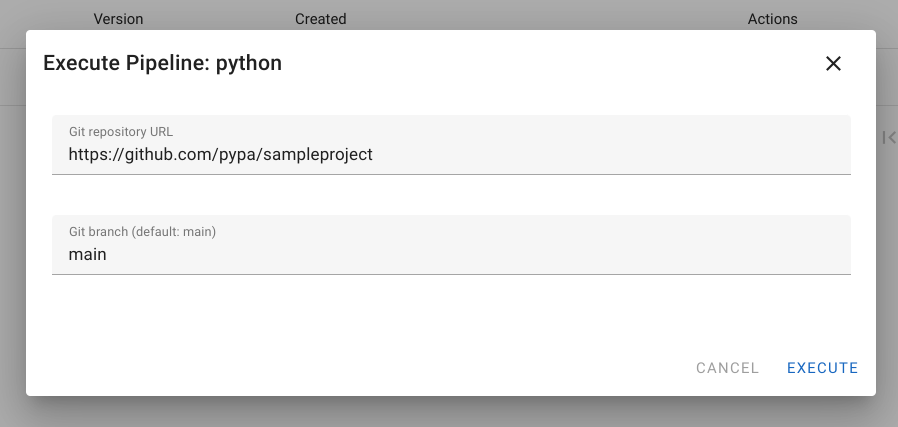 Version Created Actions
Execute Pipeline: python
Git repository URL
https://github.com/pypa/sampleproject
Git branch (default: main)
main
CANCEL EXECUTE